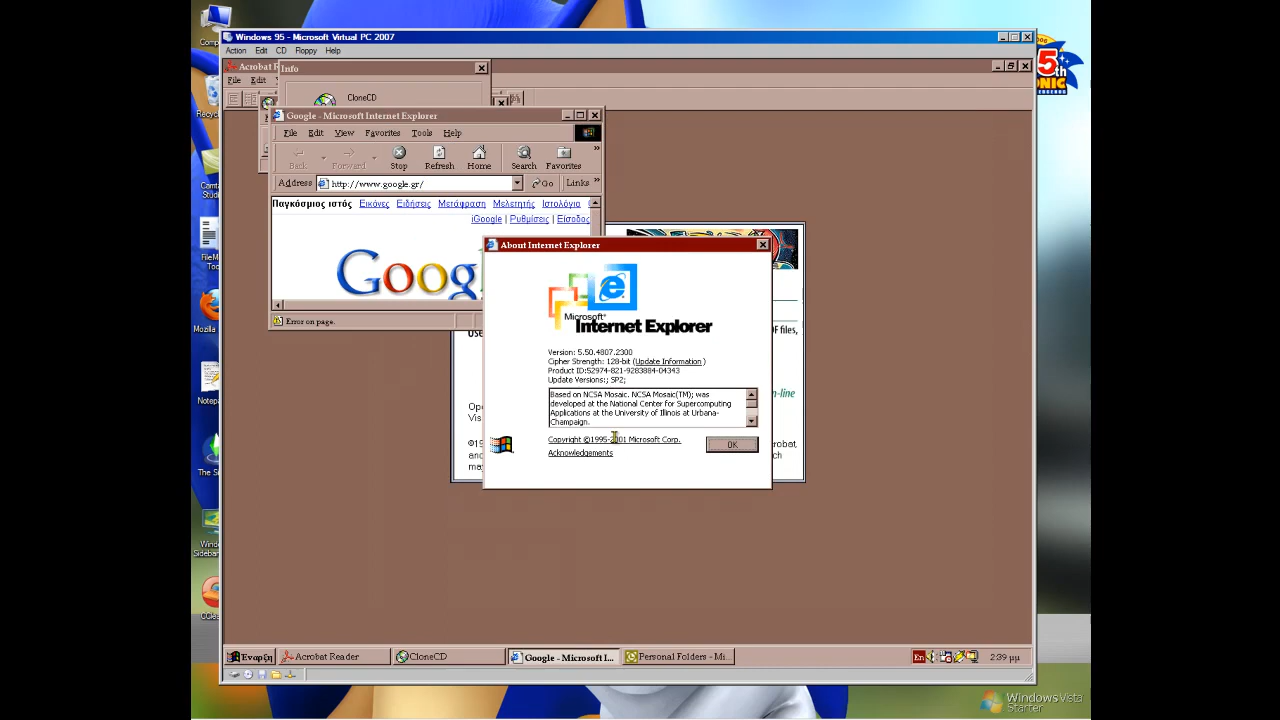 Windows 95 - Microsoft Virtual PC 2007
Action Edit CD Floppy Help
Info
File Edit
CloneCD
Google - Microsoft Internet Explorer
File Edit View Favorites Tools Help
Back Forward Stop Refresh Home Search Favorites
Address http://www.google.gr/ Go Links
Παγκόσμιος ιστός Εικόνες Ειδήσεις Μετάφραση Μελετητής Ιστολόγια
iGoogle | Ρυθμίσεις | Είσοδος
Goog
Error on page.
About Internet Explorer
Microsoft
Internet Explorer
Version: 5.50.4807.2300
Cipher Strength: 128-bit (Update Information )
Product ID:52974-821-9283884-04343
Update Versions:; SP2;
Based on NCSA Mosaic. NCSA Mosaic(TM); was
developed at the National Center for Supercomputing
Applications at the University of Illinois at Urbana-
Champaign.
Copyright ©1995-2001 Microsoft Corp.
Acknowledgements
OK
Εναρξη Acrobat Reader CloneCD Google - Microsoft I... Personal Folders - Mi...
En 2:39 μμ
Windows Vista
Starter